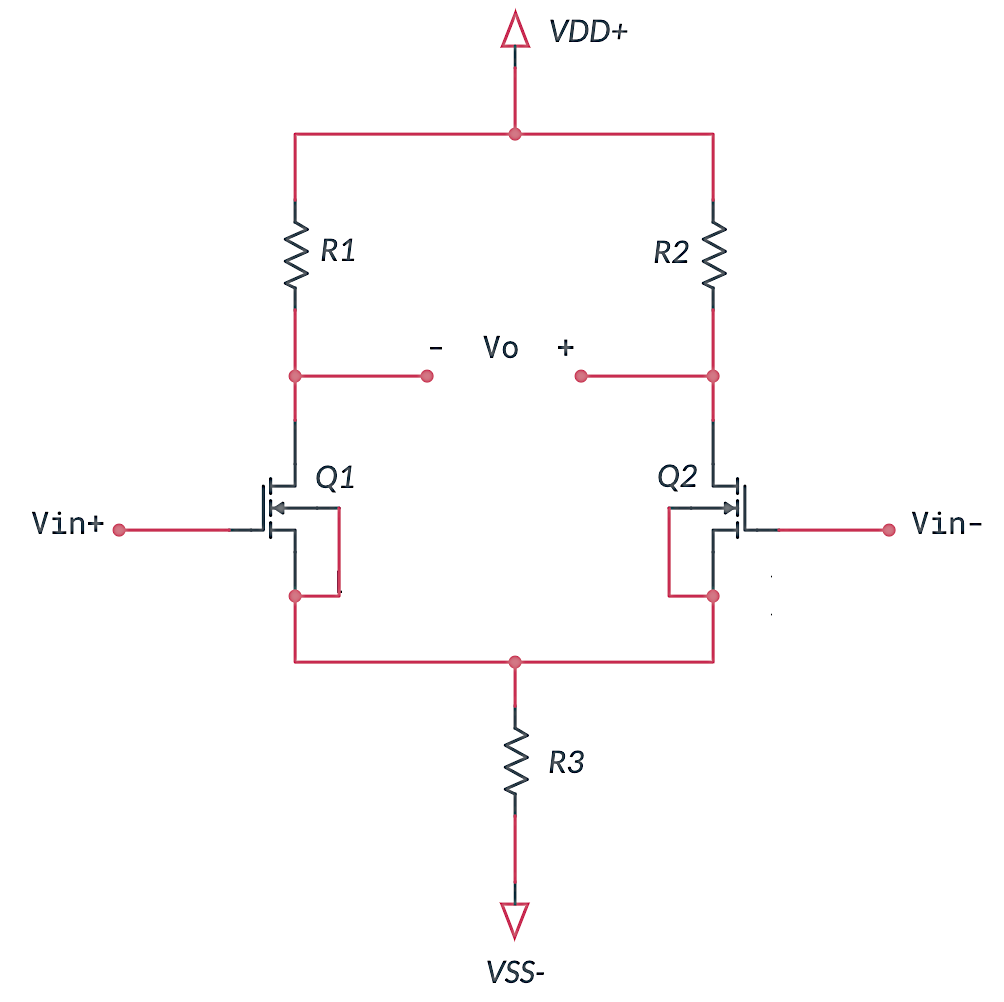 VDD+
R1
R2
- Vo +
Q1
Q2
Vin+
Vin-
R3
VSS-